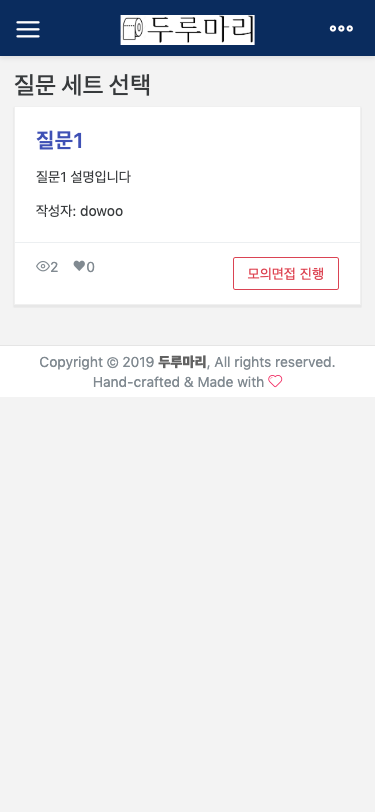 두루마리
질문 세트 선택
질문1
질문1 설명입니다
작성자: dowoo
2 0
모의면접 진행
Copyright © 2019 두루마리, All rights reserved.
Hand-crafted & Made with